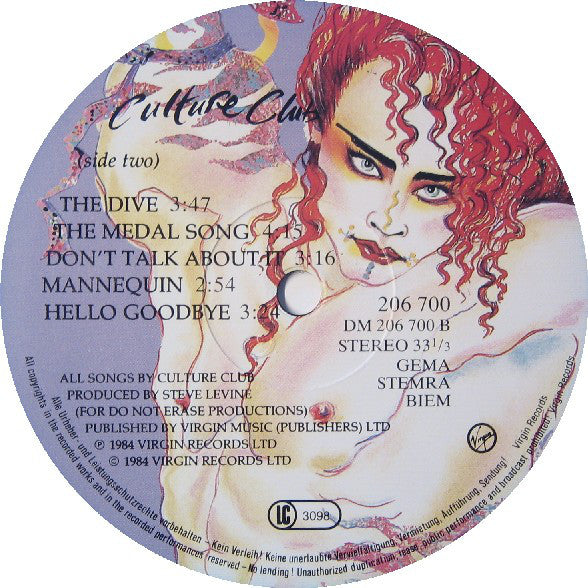 Culture Club
(side two)
THE DIVE 3:47
THE MEDAL SONG 4:15
DON'T TALK ABOUT IT 3:16
MANNEQUIN 2:54
HELLO GOODBYE 3:24
206 700
DM 206 700 B
STEREO 33 1/3
GEMA
STEMRA
BIEM
ALL SONGS BY CULTURE CLUB
PRODUCED BY STEVE LEVINE
(FOR DO NOT ERASE PRODUCTIONS)
PUBLISHED BY VIRGIN MUSIC (PUBLISHERS) LTD
℗ 1984 VIRGIN RECORDS LTD
© 1984 VIRGIN RECORDS LTD
Virgin
LC 3098
Alle Urheber- und Leistungsschutzrechte vorbehalten – Kein Verleih! Keine unerlaubte Vervielfältigung, Vermietung, Aufführung, Sendung! Virgin Records
All copyrights in the recorded works and in the recorded performances reserved – No lending! Unauthorized duplication, lease, public performance and broadcast prohibited! Virgin Records